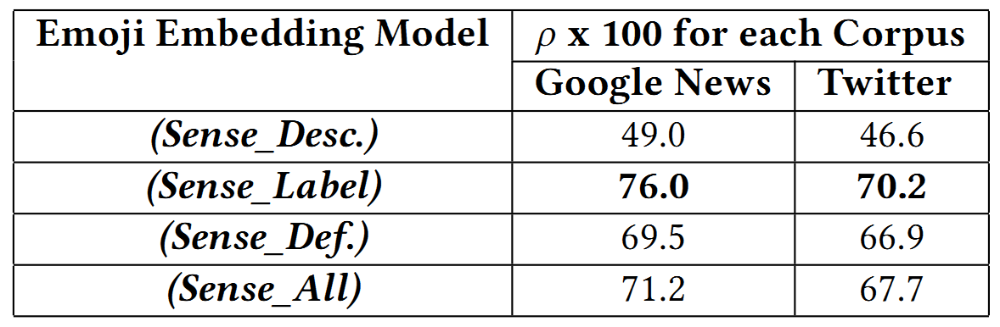 Emoji Embedding Model ρ x 100 for each Corpus
Google News Twitter
(Sense_Desc.) 49.0 46.6
(Sense_Label) 76.0 70.2
(Sense_Def.) 69.5 66.9
(Sense_All) 71.2 67.7